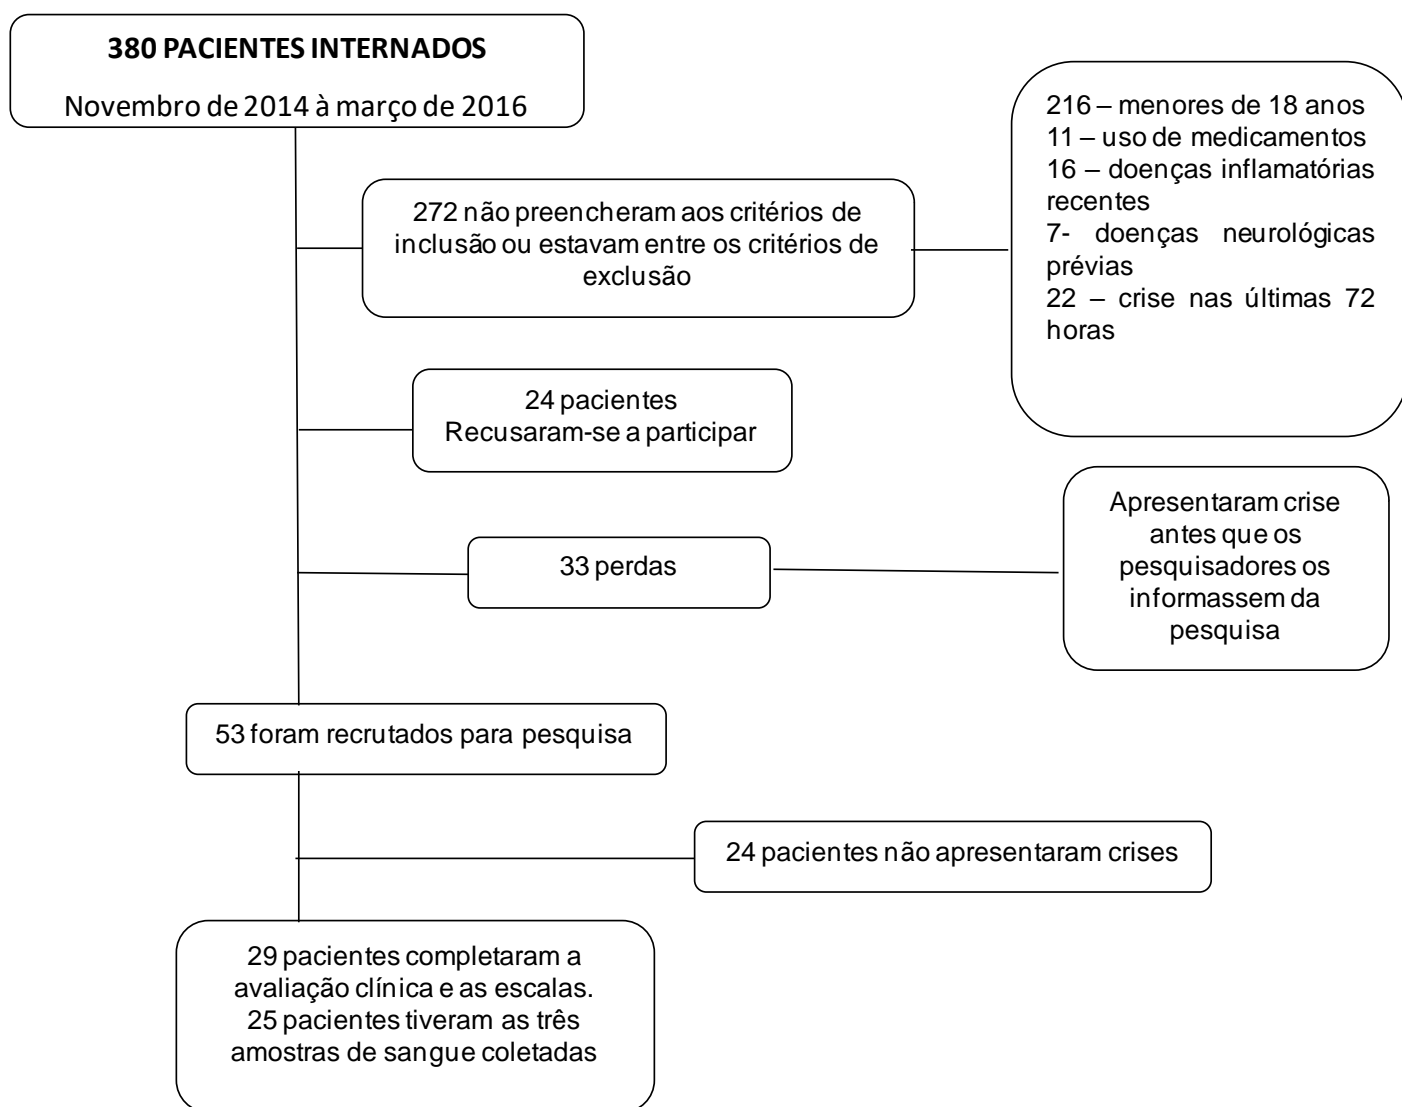 380 PACIENTES INTERNADOS
Novembro de 2014 à março de 2016
216 – menores de 18 anos
11 – uso de medicamentos
16 – doenças inflamatórias
recentes
7- doenças neurológicas
prévias
22 – crise nas últimas 72
horas
272 não preencheram aos critérios de
inclusão ou estavam entre os critérios de
exclusão
24 pacientes
Recusaram-se a participar
33 perdas
Apresentaram crise
antes que os
pesquisadores os
informassem da
pesquisa
53 foram recrutados para pesquisa
24 pacientes não apresentaram crises
29 pacientes completaram a
avaliação clínica e as escalas.
25 pacientes tiveram as três
amostras de sangue coletadas